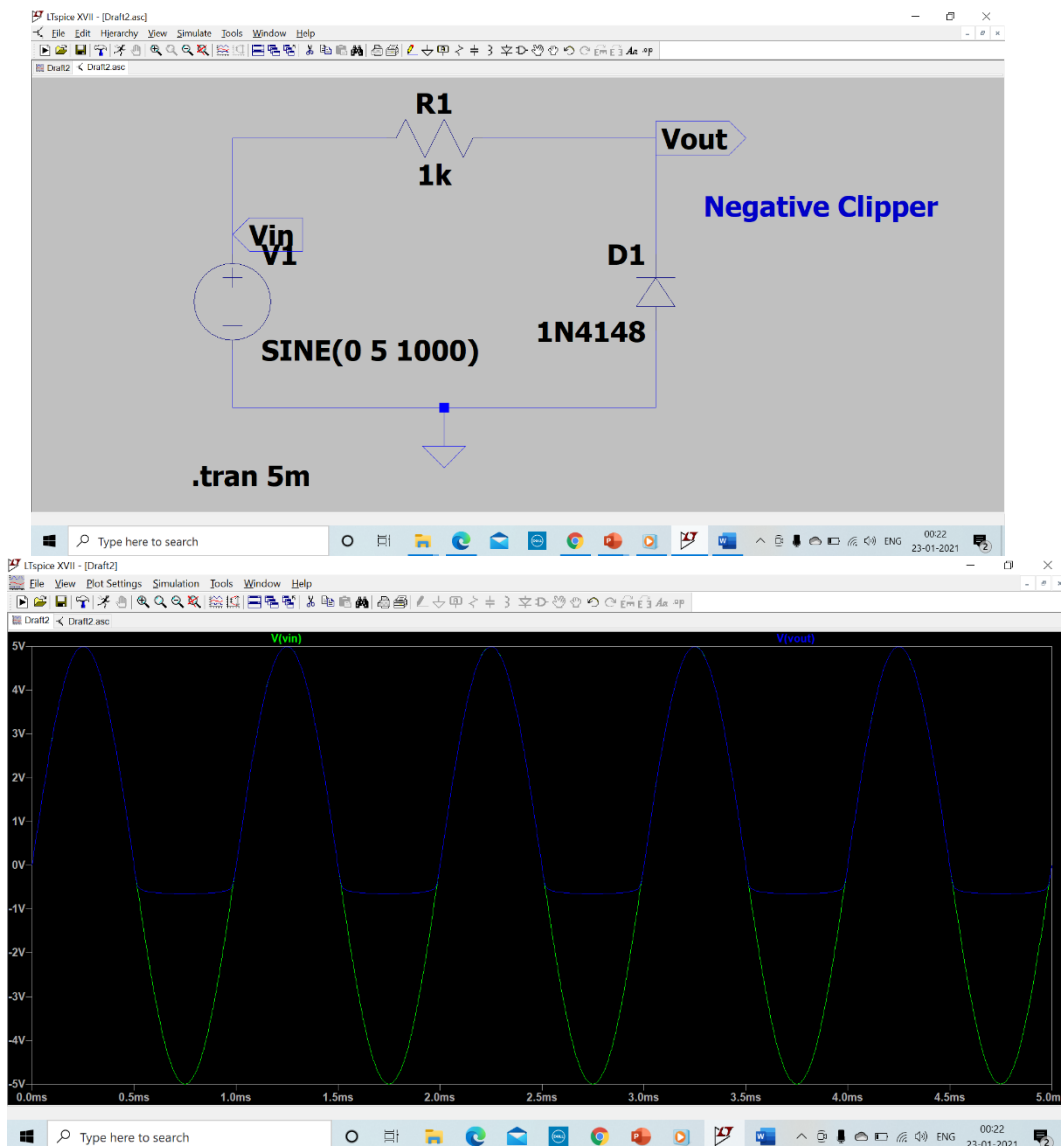 LTspice XVII - [Draft2.asc]
File Edit Hierarchy View Simulate Tools Window Help
Draft2 Draft2.asc
R1
1k
Vout
Negative Clipper
Vin
V1
D1
1N4148
SINE(0 5 1000)
.tran 5m
Type here to search
ENG
00:22
23-01-2021
2
LTspice XVII - [Draft2]
File View Plot Settings Simulation Tools Window Help
Draft2 Draft2.asc
V(vin) V(vout)
5V
4V
3V
2V
1V
0V
-1V
-2V
-3V
-4V
-5V
0.0ms 0.5ms 1.0ms 1.5ms 2.0ms 2.5ms 3.0ms 3.5ms 4.0ms 4.5ms 5.0m
Type here to search
ENG
00:22
23-01-2021